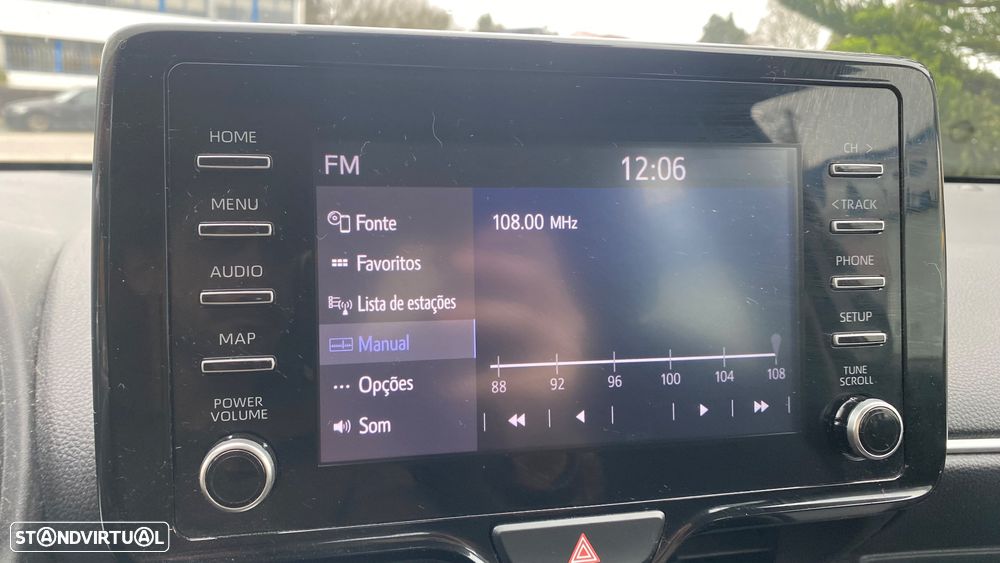 HOME
MENU
AUDIO
MAP
POWER
VOLUME
FM
12:06
Fonte
Favoritos
Lista de estações
Manual
Opções
Som
108.00 MHz
88 92 96 100 104 108
CH >
< TRACK
PHONE
SETUP
TUNE
SCROLL
STANDVIRTUAL